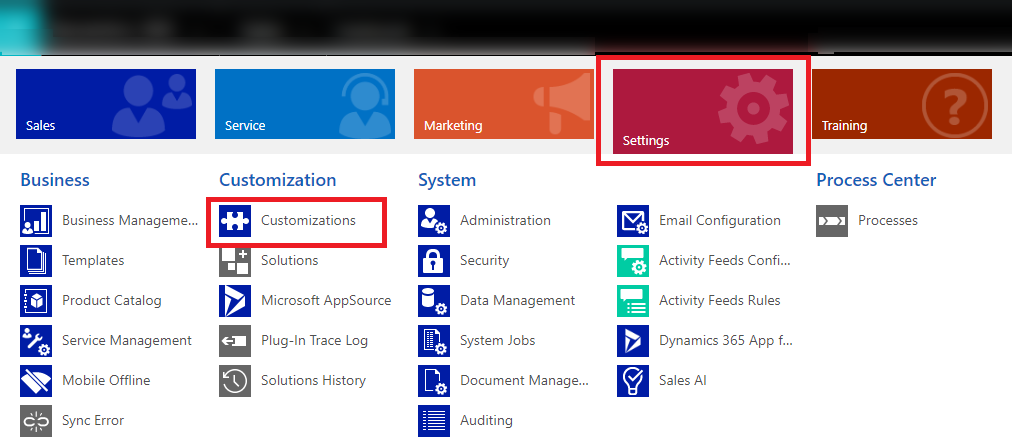 Sales
Service
Marketing
Settings
Training
Business
Customization
System
Process Center
Business Manageme...
Customizations
Administration
Email Configuration
Processes
Templates
Solutions
Security
Activity Feeds Confi...
Product Catalog
Microsoft AppSource
Data Management
Activity Feeds Rules
Service Management
Plug-In Trace Log
System Jobs
Dynamics 365 App f...
Mobile Offline
Solutions History
Document Manage...
Sales AI
Sync Error
Auditing